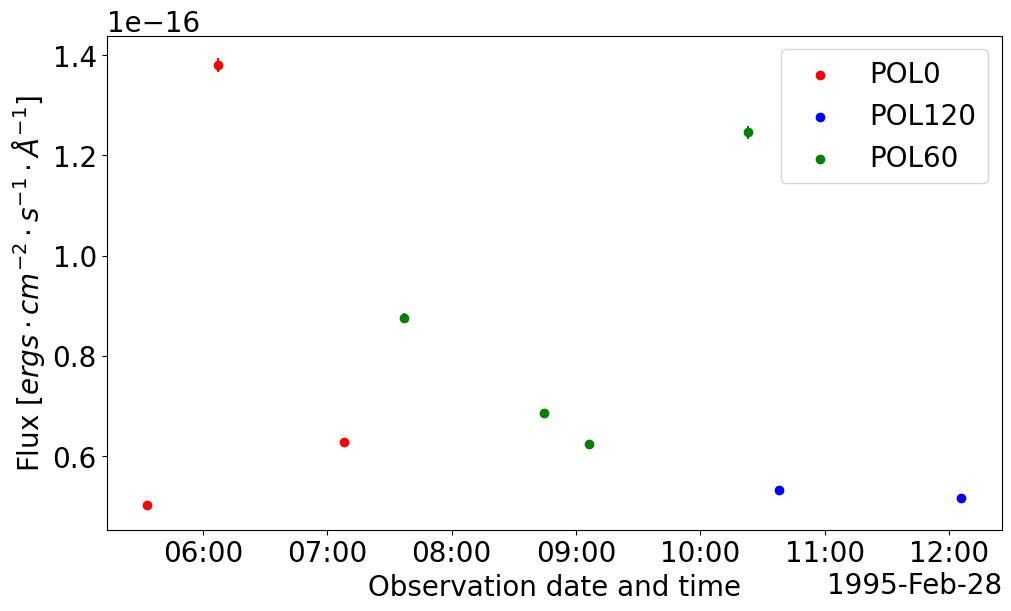 1e−16
1.4
1.2
1.0
0.8
0.6
Flux [ergs · cm⁻² · s⁻¹ · Å⁻¹]
POL0
POL120
POL60
06:00 07:00 08:00 09:00 10:00 11:00 12:00
Observation date and time
1995-Feb-28